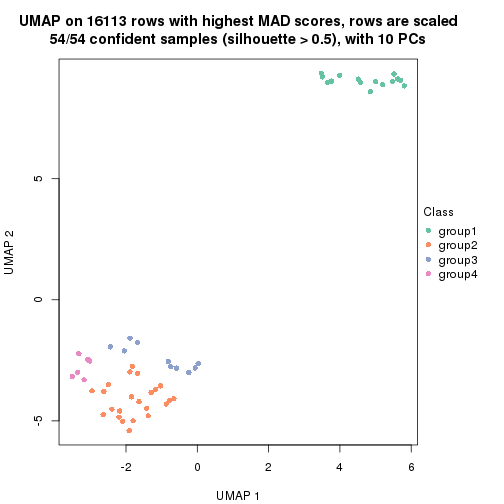 UMAP on 16113 rows with highest MAD scores, rows are scaled
54/54 confident samples (silhouette > 0.5), with 10 PCs
5
0
-5
UMAP 2
-2
0
2
4
6
UMAP 1
Class
group1
group2
group3
group4